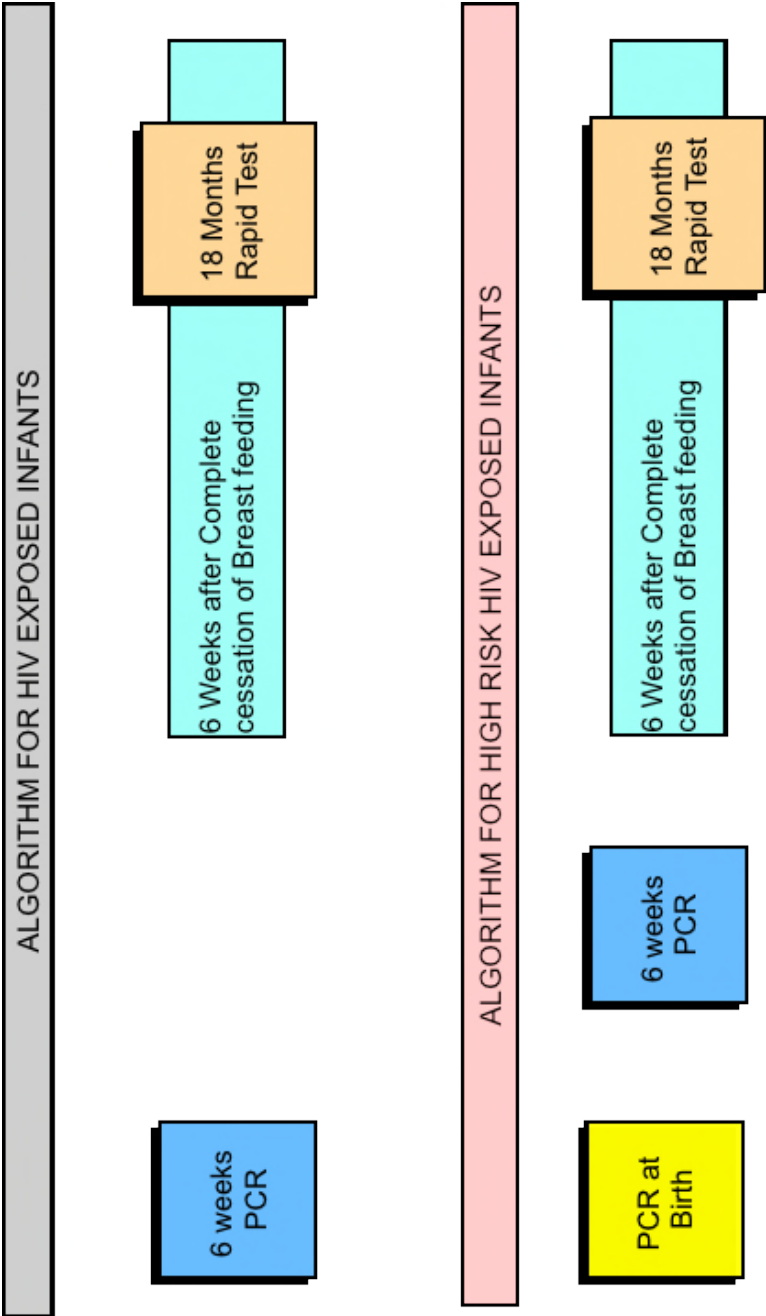 ALGORITHM FOR HIV EXPOSED INFANTS
6 weeks
PCR
6 Weeks after Complete
cessation of Breast feeding
18 Months
Rapid Test
ALGORITHM FOR HIGH RISK HIV EXPOSED INFANTS
PCR at
Birth
6 weeks
PCR
6 Weeks after Complete
cessation of Breast feeding
18 Months
Rapid Test